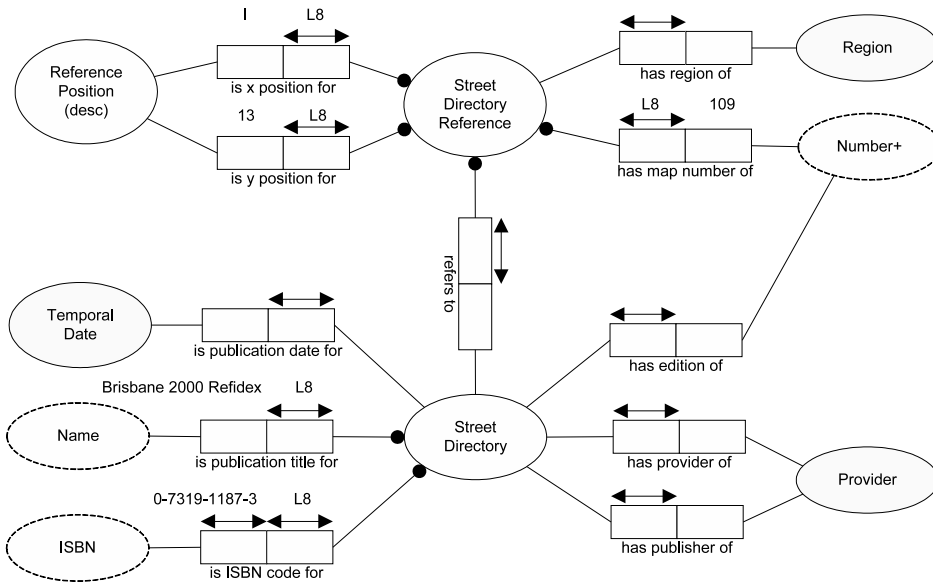 I
L8
Reference
Position
(desc)
is x position for
13
L8
is y position for
Street
Directory
Reference
has region of
Region
L8
109
has map number of
Number+
refers to
Temporal
Date
is publication date for
has edition of
Brisbane 2000 Refidex
L8
Name
is publication title for
Street
Directory
has provider of
Provider
0-7319-1187-3
L8
ISBN
is ISBN code for
has publisher of